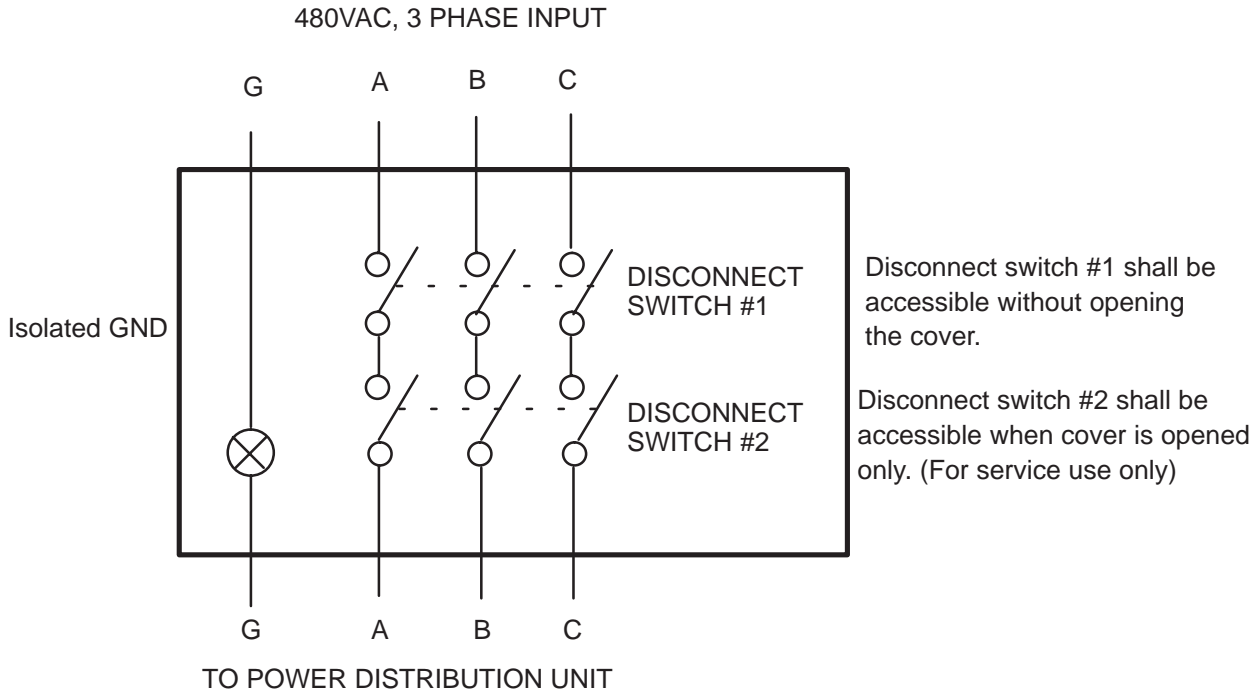 480VAC, 3 PHASE INPUT
G
A
B
C
DISCONNECT
SWITCH #1
Disconnect switch #1 shall be
accessible without opening
the cover.
Isolated GND
DISCONNECT
SWITCH #2
Disconnect switch #2 shall be
accessible when cover is opened
only. (For service use only)
G
A
B
C
TO POWER DISTRIBUTION UNIT